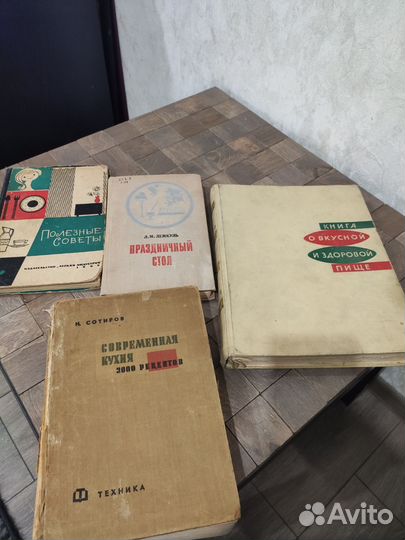 ПОЛЕЗНЫЕ
СОВЕТЫ
Л. М. ЛЕМКУЛЬ
ПРАЗДНИЧНЫЙ
СТОЛ
КНИГА
О ВКУСНОЙ
И ЗДОРОВОЙ
ПИЩЕ
Н. СОТИРОВ
СОВРЕМЕННАЯ
КУХНЯ
3000 РЕЦЕПТОВ
ТЕХНИКА
Avito